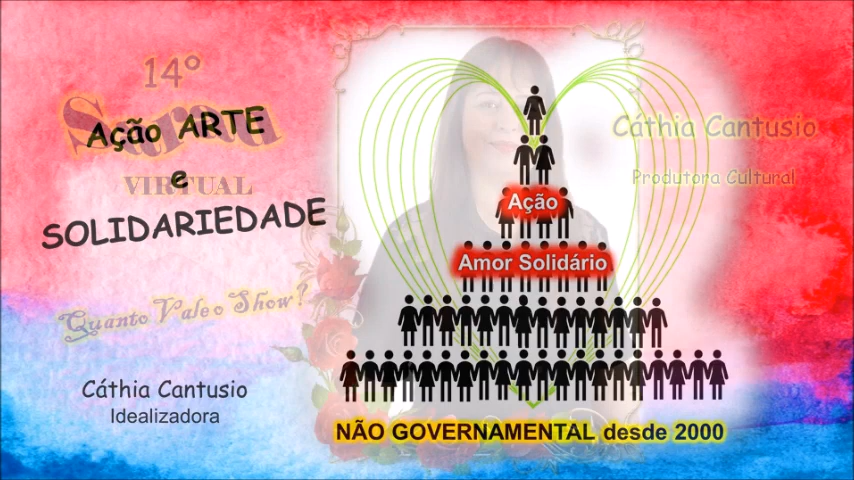 14º
Sarau
Ação ARTE
e
VIRTUAL
SOLIDARIEDADE
Quanto Vale o Show?
Cáthia Cantusio
Idealizadora
Ação
Amor Solidário
NÃO GOVERNAMENTAL desde 2000
Cáthia Cantusio
Produtora Cultural